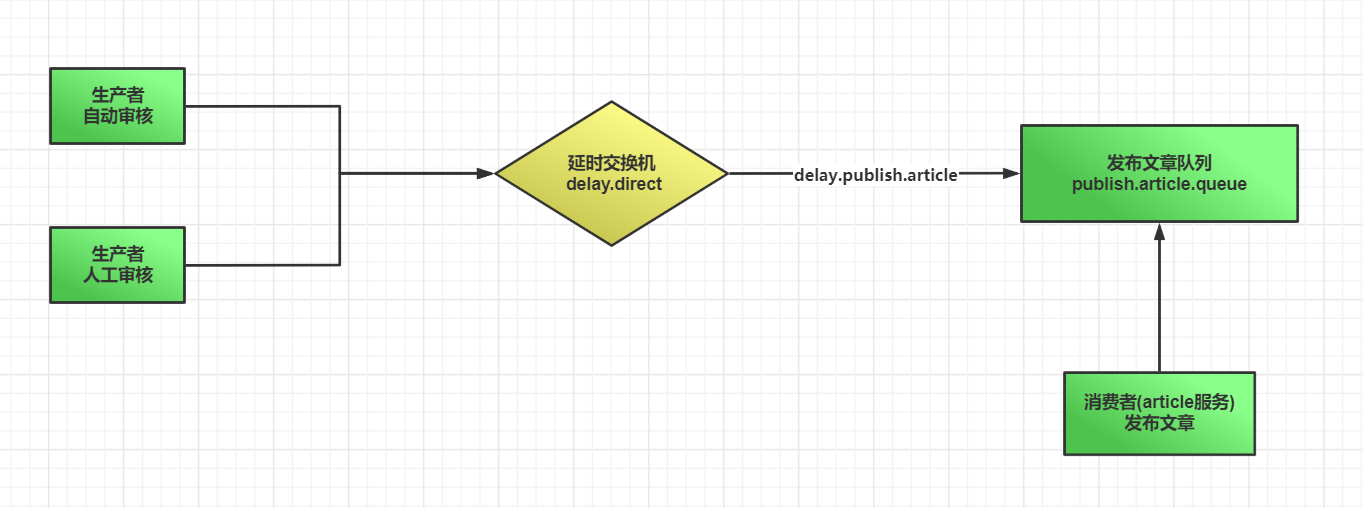 生产者
自动审核
延时交换机
delay.direct
delay.publish.article
发布文章队列
publish.article.queue
生产者
人工审核
消费者(article服务)
发布文章